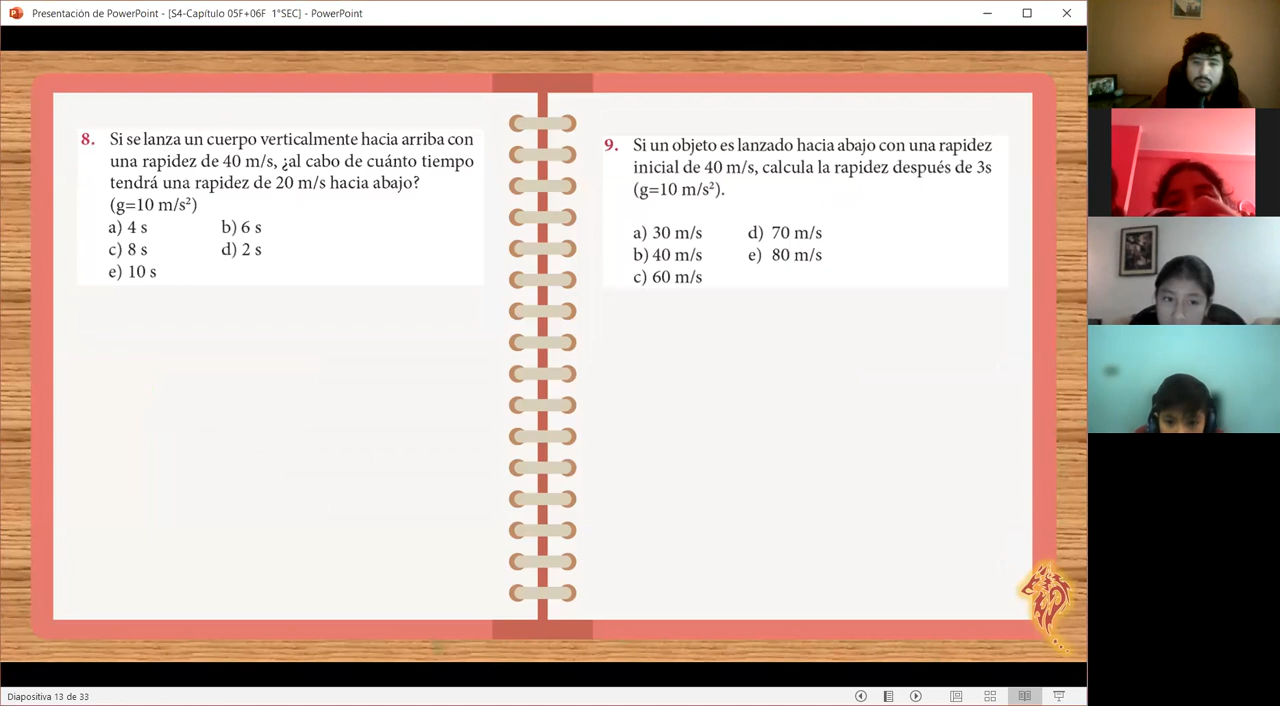 Presentación de PowerPoint - [S4-Capítulo 05F+06F 1°SEC] - PowerPoint
8. Si se lanza un cuerpo verticalmente hacia arriba con
una rapidez de 40 m/s, ¿al cabo de cuánto tiempo
tendrá una rapidez de 20 m/s hacia abajo?
(g=10 m/s²)
a) 4 s b) 6 s
c) 8 s d) 2 s
e) 10 s
9. Si un objeto es lanzado hacia abajo con una rapidez
inicial de 40 m/s, calcula la rapidez después de 3s
(g=10 m/s²).
a) 30 m/s d) 70 m/s
b) 40 m/s e) 80 m/s
c) 60 m/s
Diapositiva 13 de 33